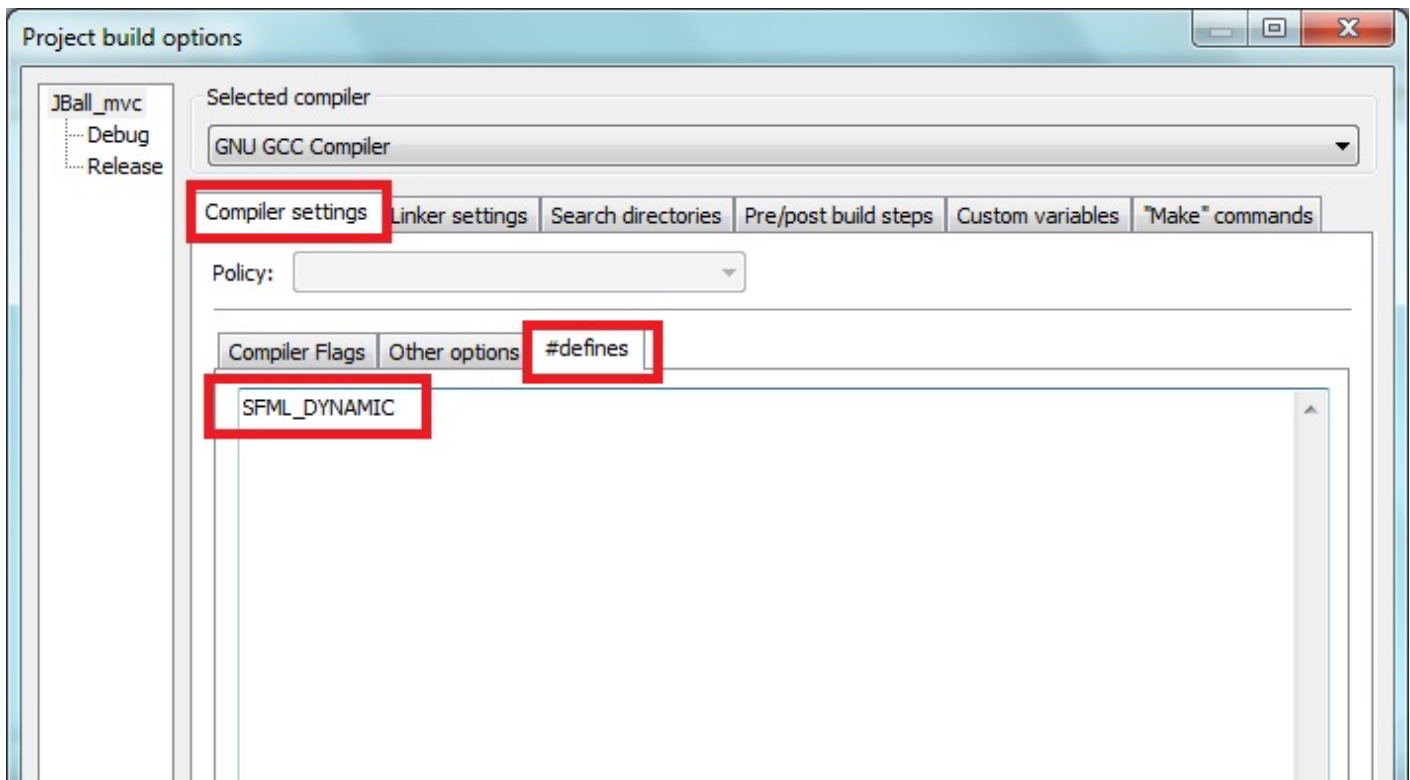 Project build options
JBall_mvc
Debug
Release
Selected compiler
GNU GCC Compiler
Compiler settings Linker settings Search directories Pre/post build steps Custom variables "Make" commands
Policy:
Compiler Flags Other options #defines
SFML_DYNAMIC